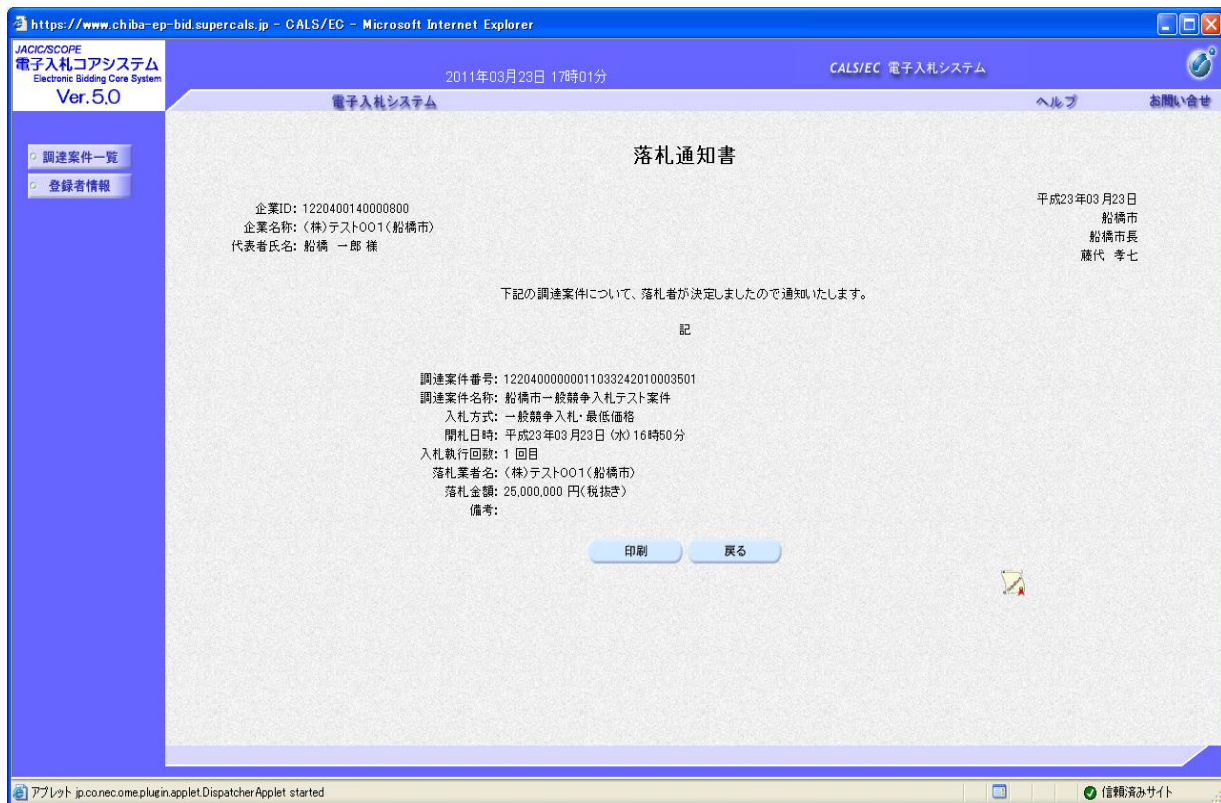 https://www.chiba-ep-bid.supercals.jp - CALS/EC - Microsoft Internet Explorer
JACIC/SCOPE
電子入札コアシステム
Electronic Bidding Core System
Ver.5.0
2011年03月23日 17時01分
CALS/EC 電子入札システム
電子入札システム
ヘルプ
お問い合せ
調達案件一覧
登録者情報
落札通知書
平成23年03月23日
船橋市
船橋市長
藤代 孝七
企業ID: 1220400140000800
企業名称: (株)テスト001(船橋市)
代表者氏名: 船橋 一郎 様
下記の調達案件について、落札者が決定しましたので通知いたします。
記
調達案件番号: 1220400000011033242010003501
調達案件名称: 船橋市一般競争入札テスト案件
入札方式: 一般競争入札・最低価格
開札日時: 平成23年03月23日 (水) 16時50分
入札執行回数: 1 回目
落札業者名: (株)テスト001(船橋市)
落札金額: 25,000,000 円(税抜き)
備考:
印刷
戻る
アプレット jp.co.nec.ome.plugin.applet.DispatcherApplet started
信頼済みサイト